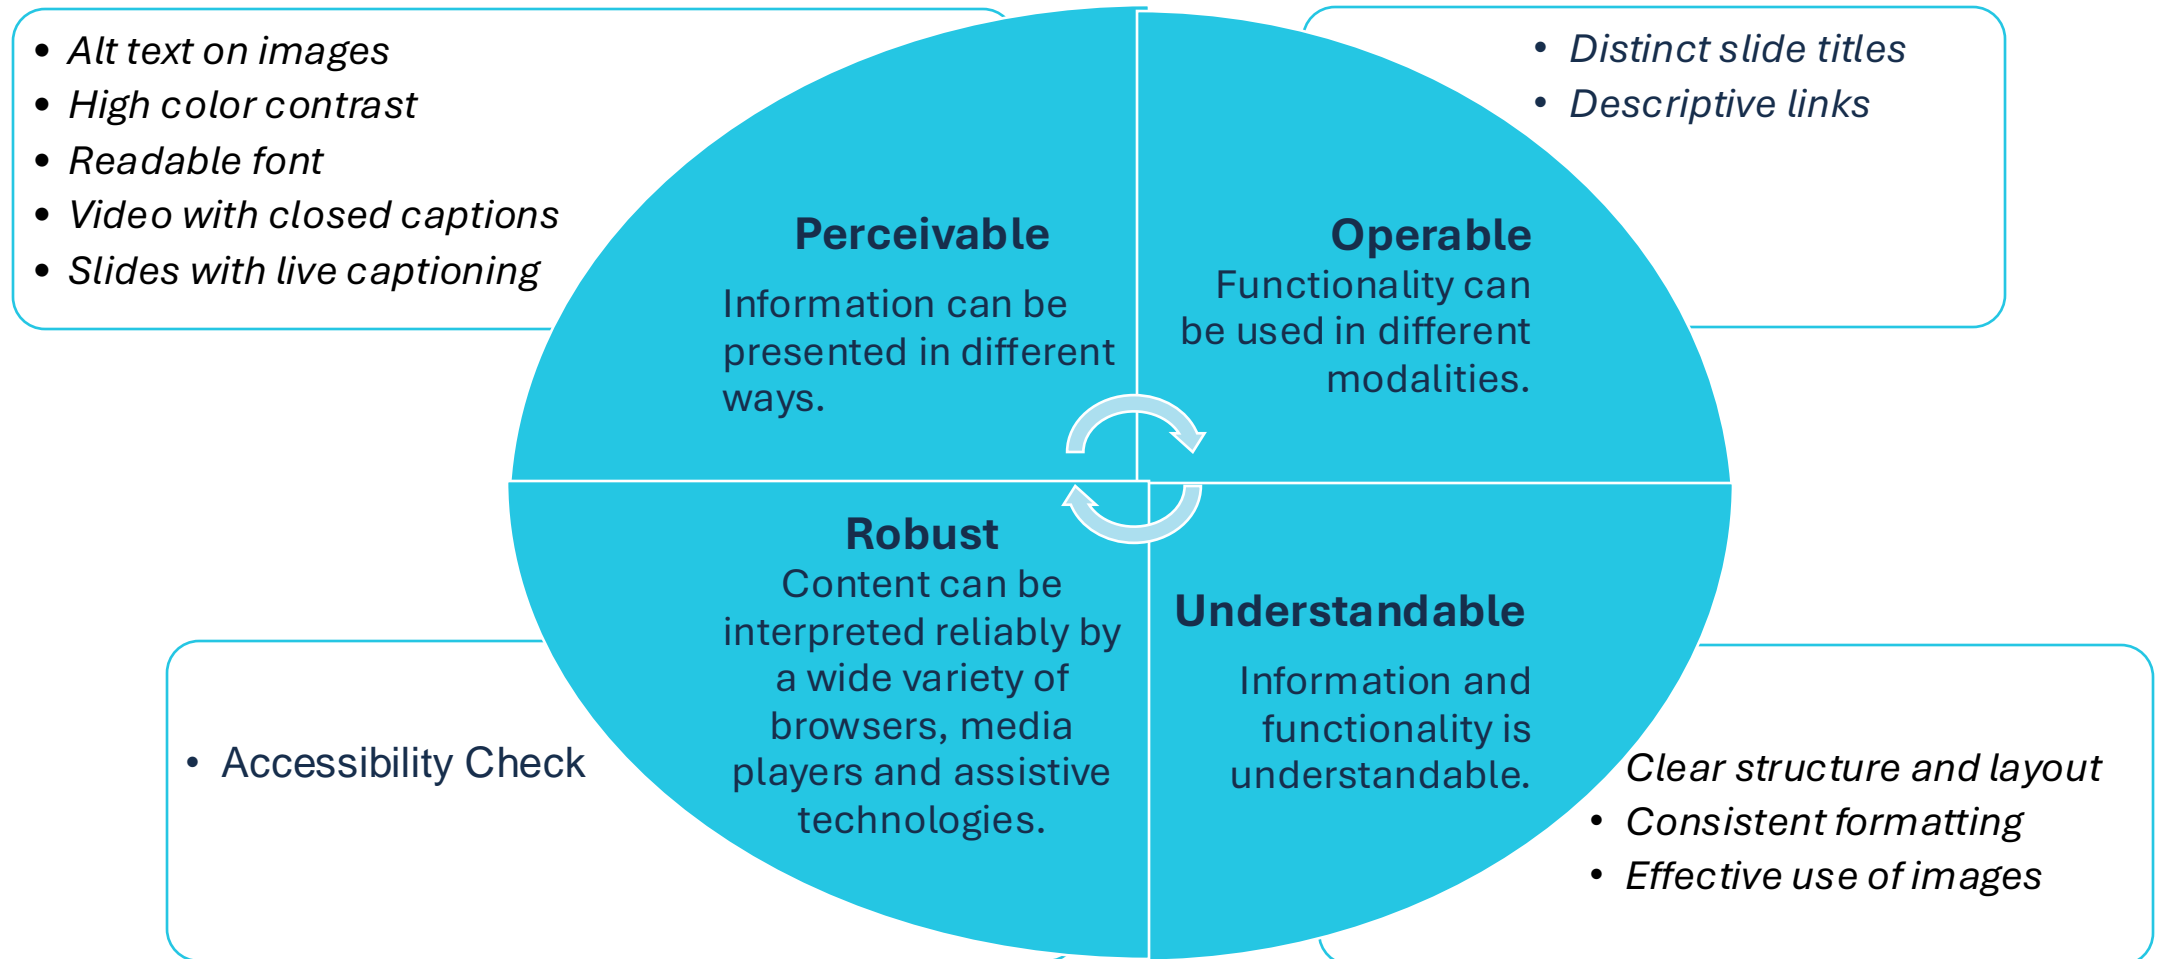 • Alt text on images
• High color contrast
• Readable font
• Video with closed captions
• Slides with live captioning
• Distinct slide titles
• Descriptive links
Perceivable
Information can be
presented in different
ways.
Operable
Functionality can
be used in different
modalities.
Robust
Content can be
interpreted reliably by
a wide variety of
browsers, media
players and assistive
technologies.
Understandable
Information and
functionality is
understandable.
• Accessibility Check
Clear structure and layout
• Consistent formatting
• Effective use of images